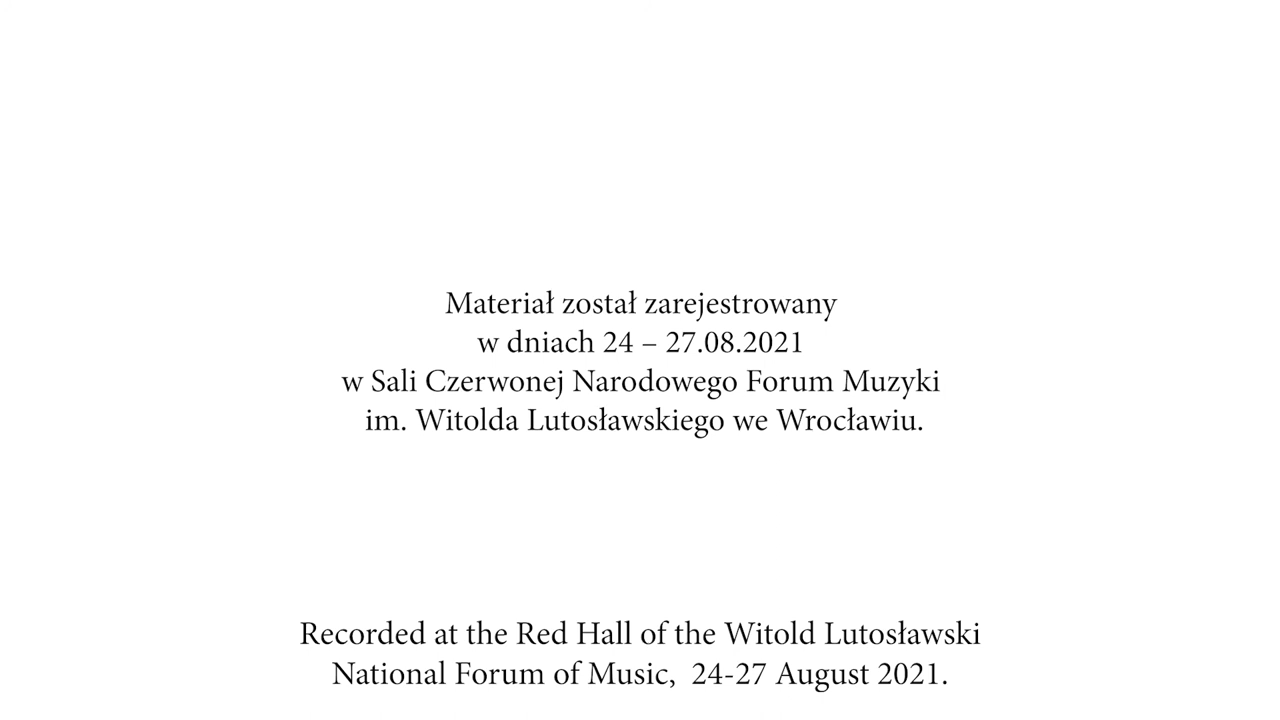 Materiał został zarejestrowany
w dniach 24 – 27.08.2021
w Sali Czerwonej Narodowego Forum Muzyki
im. Witolda Lutosławskiego we Wrocławiu.
Recorded at the Red Hall of the Witold Lutosławski
National Forum of Music,  24-27 August 2021.